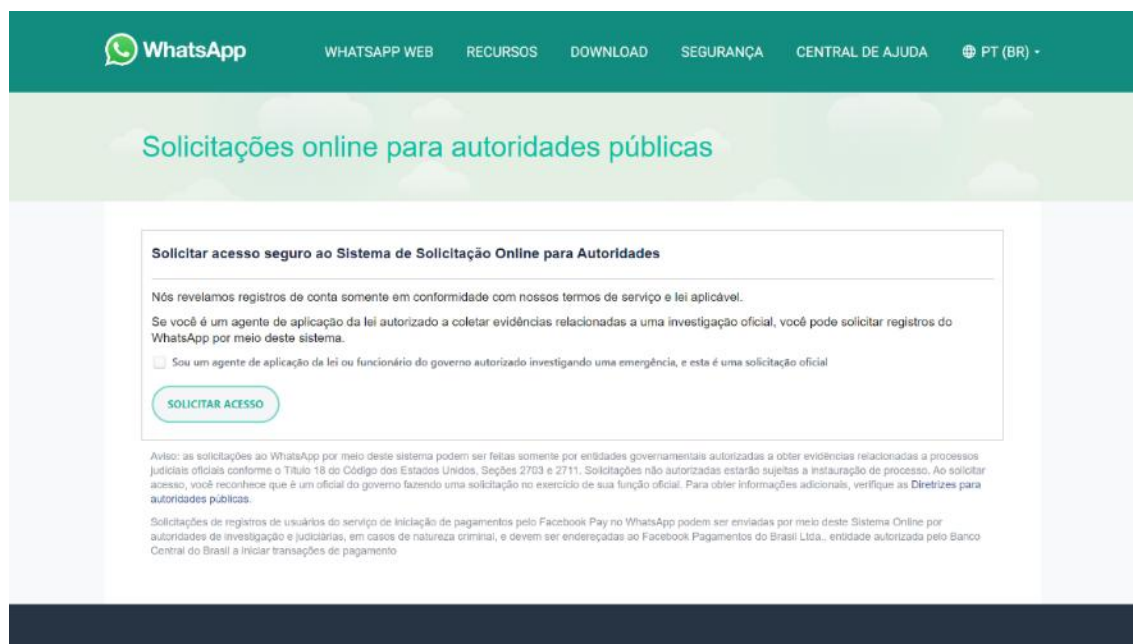 WhatsApp
WHATSAPP WEB
RECURSOS
DOWNLOAD
SEGURANÇA
CENTRAL DE AJUDA
PT (BR)
Solicitações online para autoridades públicas
Solicitar acesso seguro ao Sistema de Solicitação Online para Autoridades
Nós revelamos registros de conta somente em conformidade com nossos termos de serviço e lei aplicável.
Se você é um agente de aplicação da lei autorizado a coletar evidências relacionadas a uma investigação oficial, você pode solicitar registros do
WhatsApp por meio deste sistema.
Sou um agente de aplicação da lei ou funcionário do governo autorizado investigando uma emergência, e esta é uma solicitação oficial
SOLICITAR ACESSO
Aviso: as solicitações ao WhatsApp por meio deste sistema podem ser feitas somente por entidades governamentais autorizadas a obter evidências relacionadas a processos
judiciais oficiais conforme o Título 18 do Código dos Estados Unidos, Seções 2703 e 2711. Solicitações não autorizadas estarão sujeitas a instauração de processo. Ao solicitar
acesso, você reconhece que é um oficial do governo fazendo uma solicitação no exercício de sua função oficial. Para obter informações adicionais, verifique as Diretrizes para
autoridades públicas.
Solicitações de registros de usuários do serviço de iniciação de pagamentos pelo Facebook Pay no WhatsApp podem ser enviadas por meio deste Sistema Online por
autoridades de investigação e judiciárias, em casos de natureza criminal, e devem ser endereçadas ao Facebook Pagamentos do Brasil Ltda., entidade autorizada pelo Banco
Central do Brasil a iniciar transações de pagamento